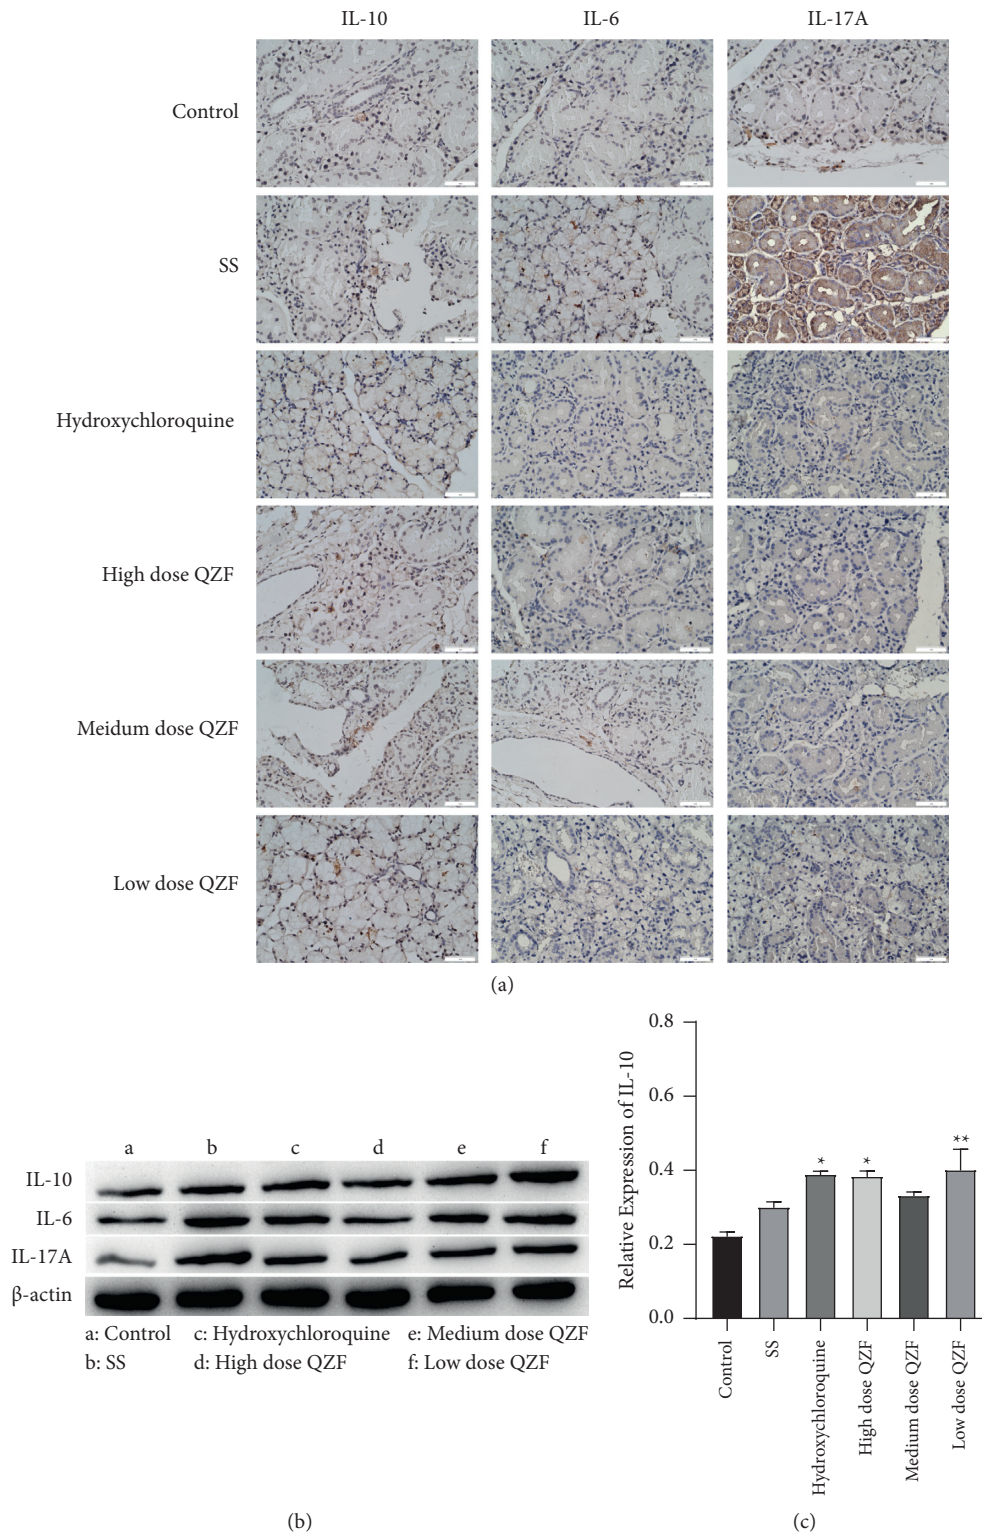 IL-10 IL-6 IL-17A
Control
SS
Hydroxychloroquine
High dose QZF
Meidum dose QZF
Low dose QZF
(a)
a b c d e f
IL-10
IL-6
IL-17A
β-actin
a: Control c: Hydroxychloroquine e: Medium dose QZF
b: SS d: High dose QZF f: Low dose QZF
(b)
Relative Expression of IL-10
0.8
0.6
0.4
0.2
0.0
* * **
Control
SS
Hydroxychloroquine
High dose QZF
Medium dose QZF
Low dose QZF
(c)